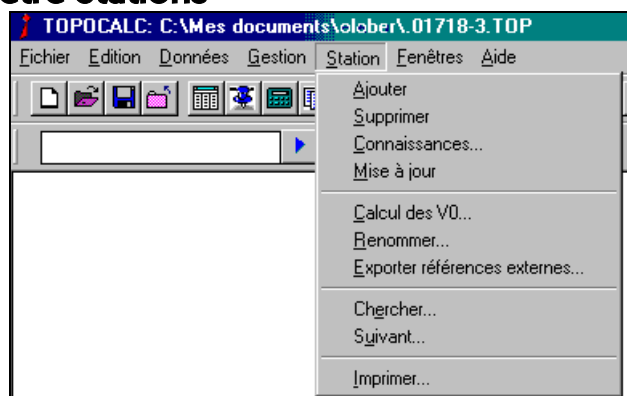 stations
TOPOCALC: C:\Mes documents\olober\.01718-3.TOP
Fichier Edition Données Gestion Station Fenêtres Aide
Ajouter
Supprimer
Connaissances...
Mise à jour
Calcul des V0...
Renommer...
Exporter références externes...
Chercher...
Suivant...
Imprimer...